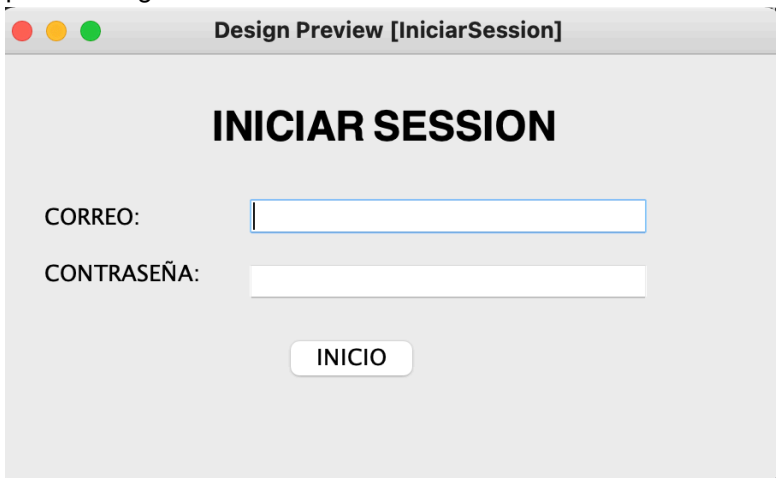 Design Preview [IniciarSession]
INICIAR SESSION
CORREO:
CONTRASEÑA:
INICIO